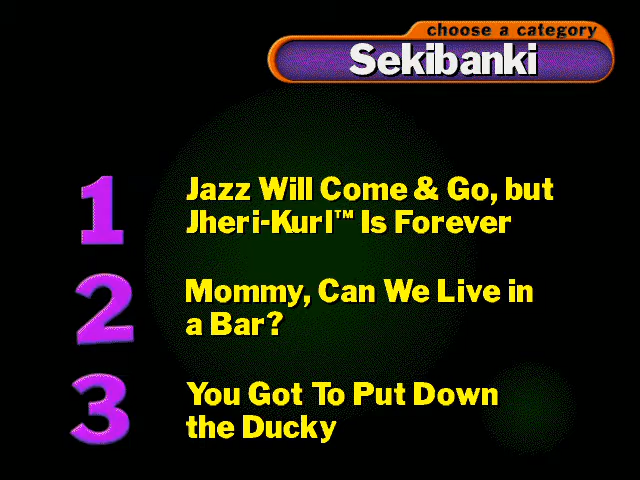 choose a category
Sekibanki
1
Jazz Will Come & Go, but
Jheri-Kurl™ Is Forever
2
Mommy, Can We Live in
a Bar?
3
You Got To Put Down
the Ducky